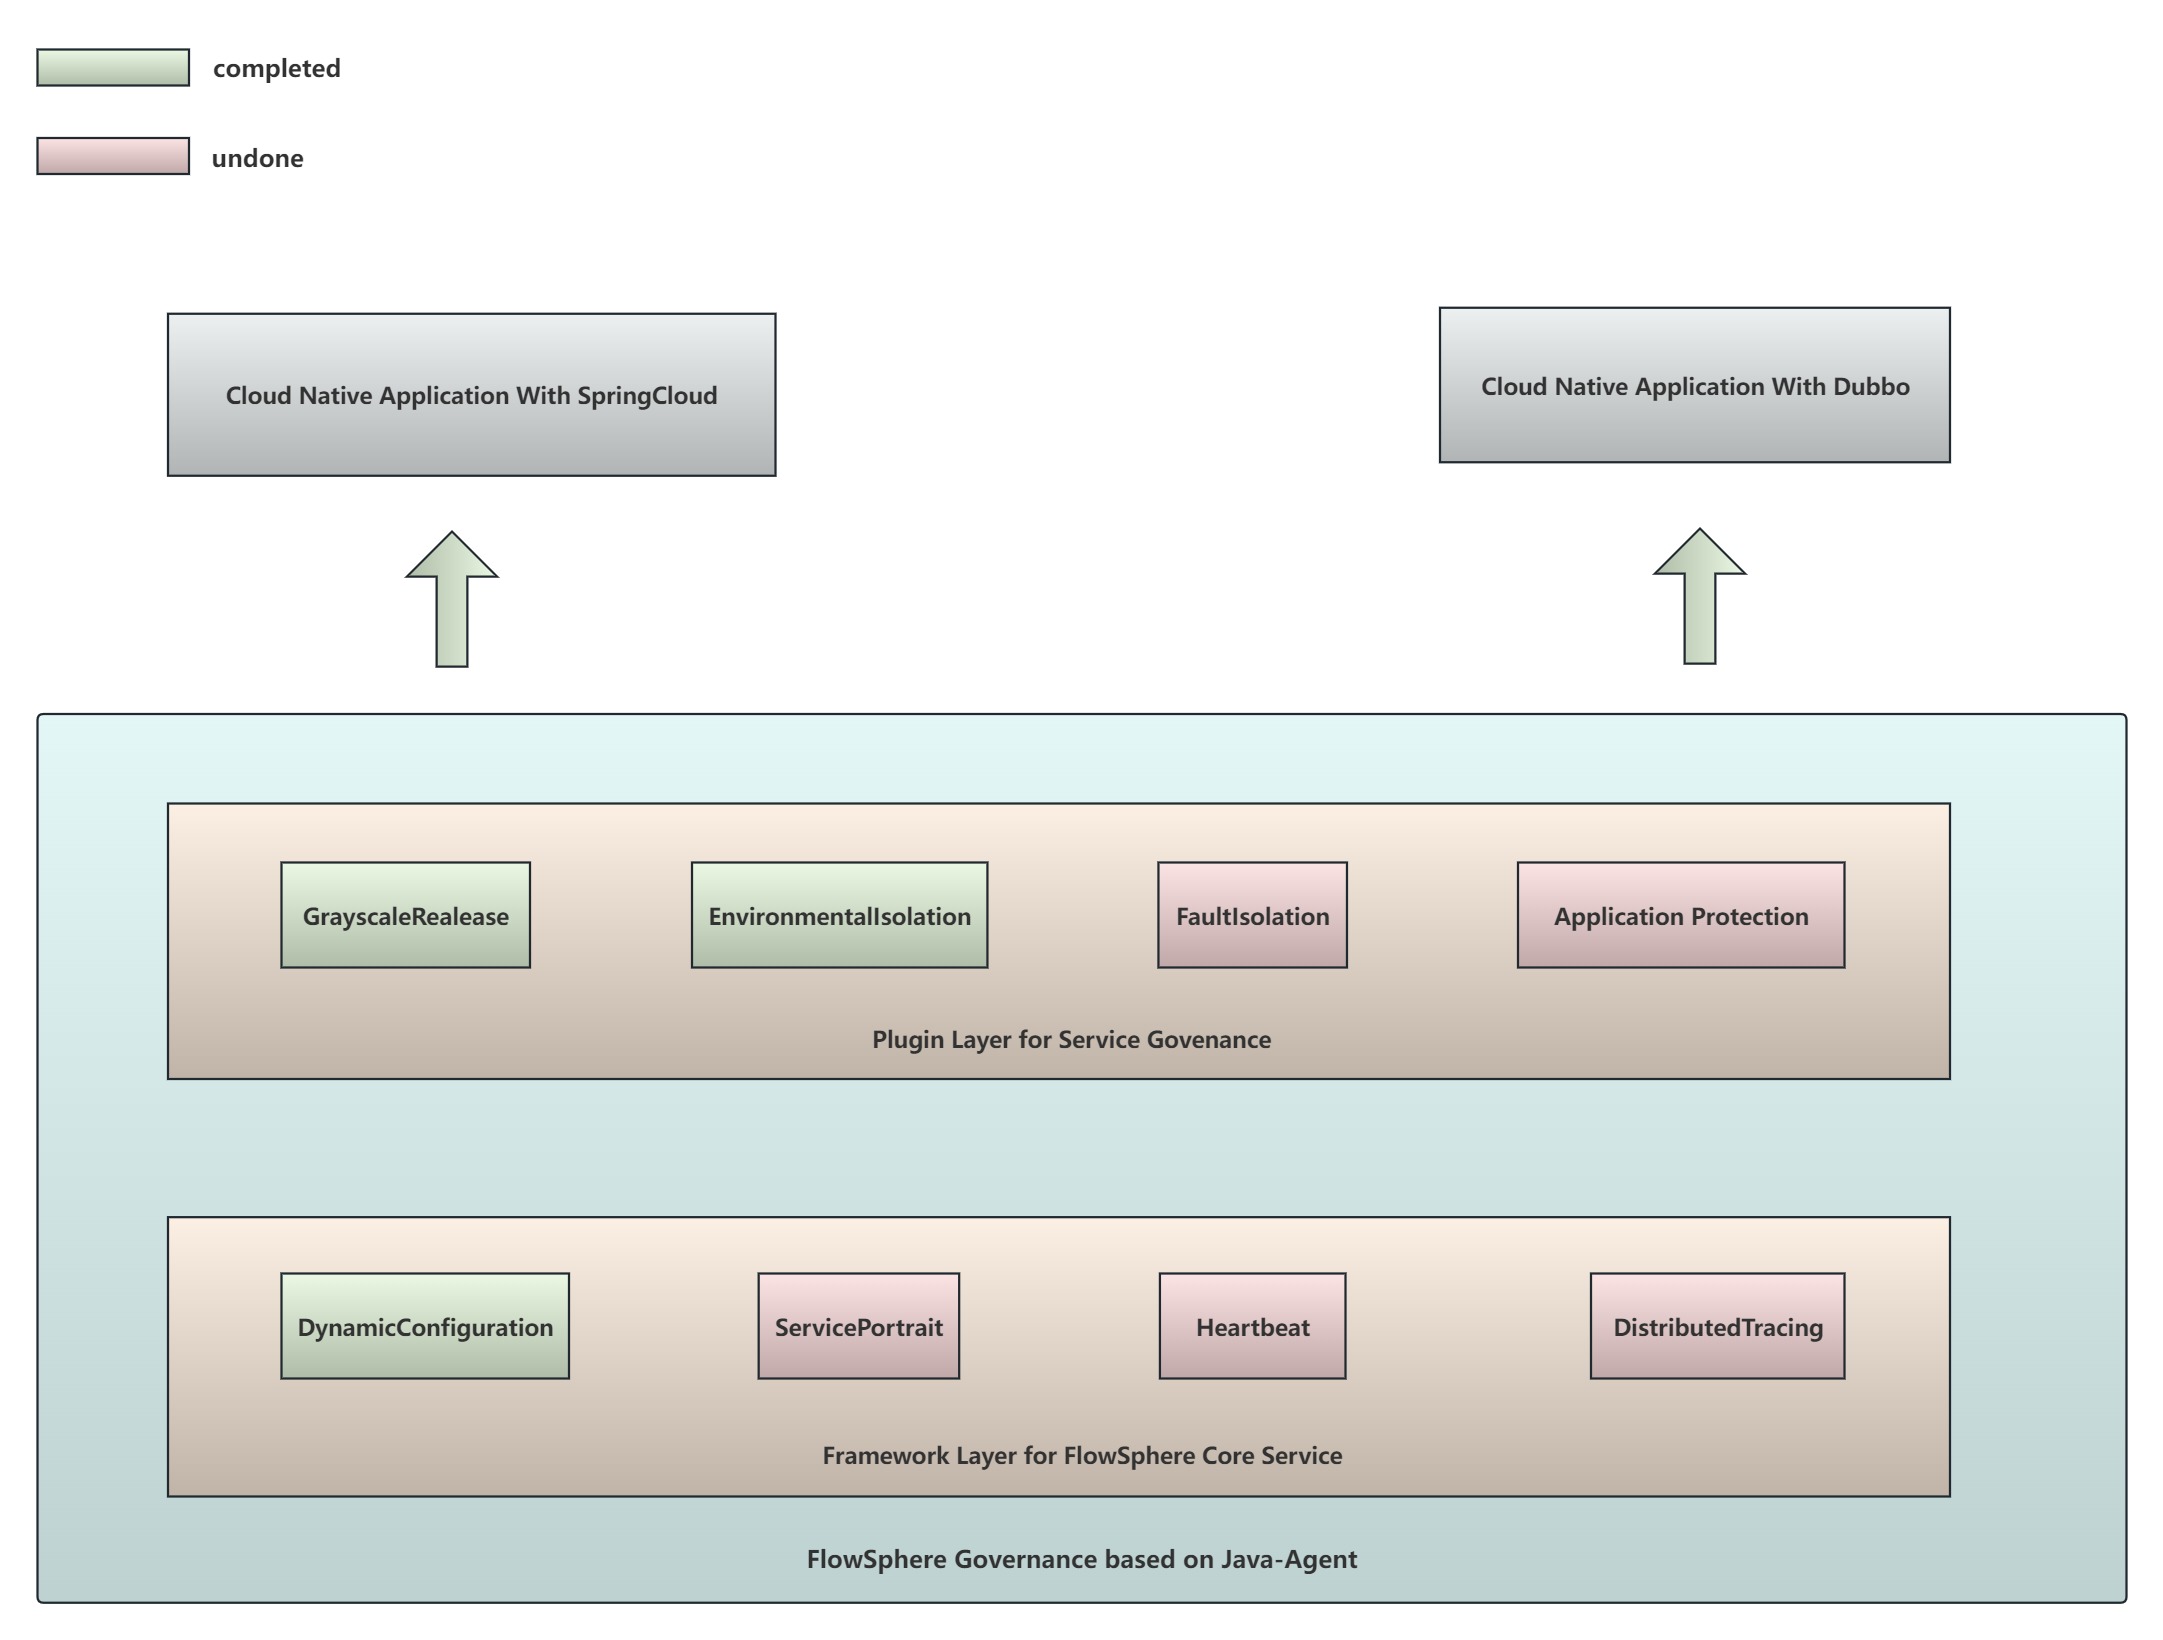 completed
undone
Cloud Native Application With SpringCloud
Cloud Native Application With Dubbo
GrayscaleRealease
EnvironmentalIsolation
FaultIsolation
Application Protection
Plugin Layer for Service Govenance
DynamicConfiguration
ServicePortrait
Heartbeat
DistributedTracing
Framework Layer for FlowSphere Core Service
FlowSphere Governance based on Java-Agent